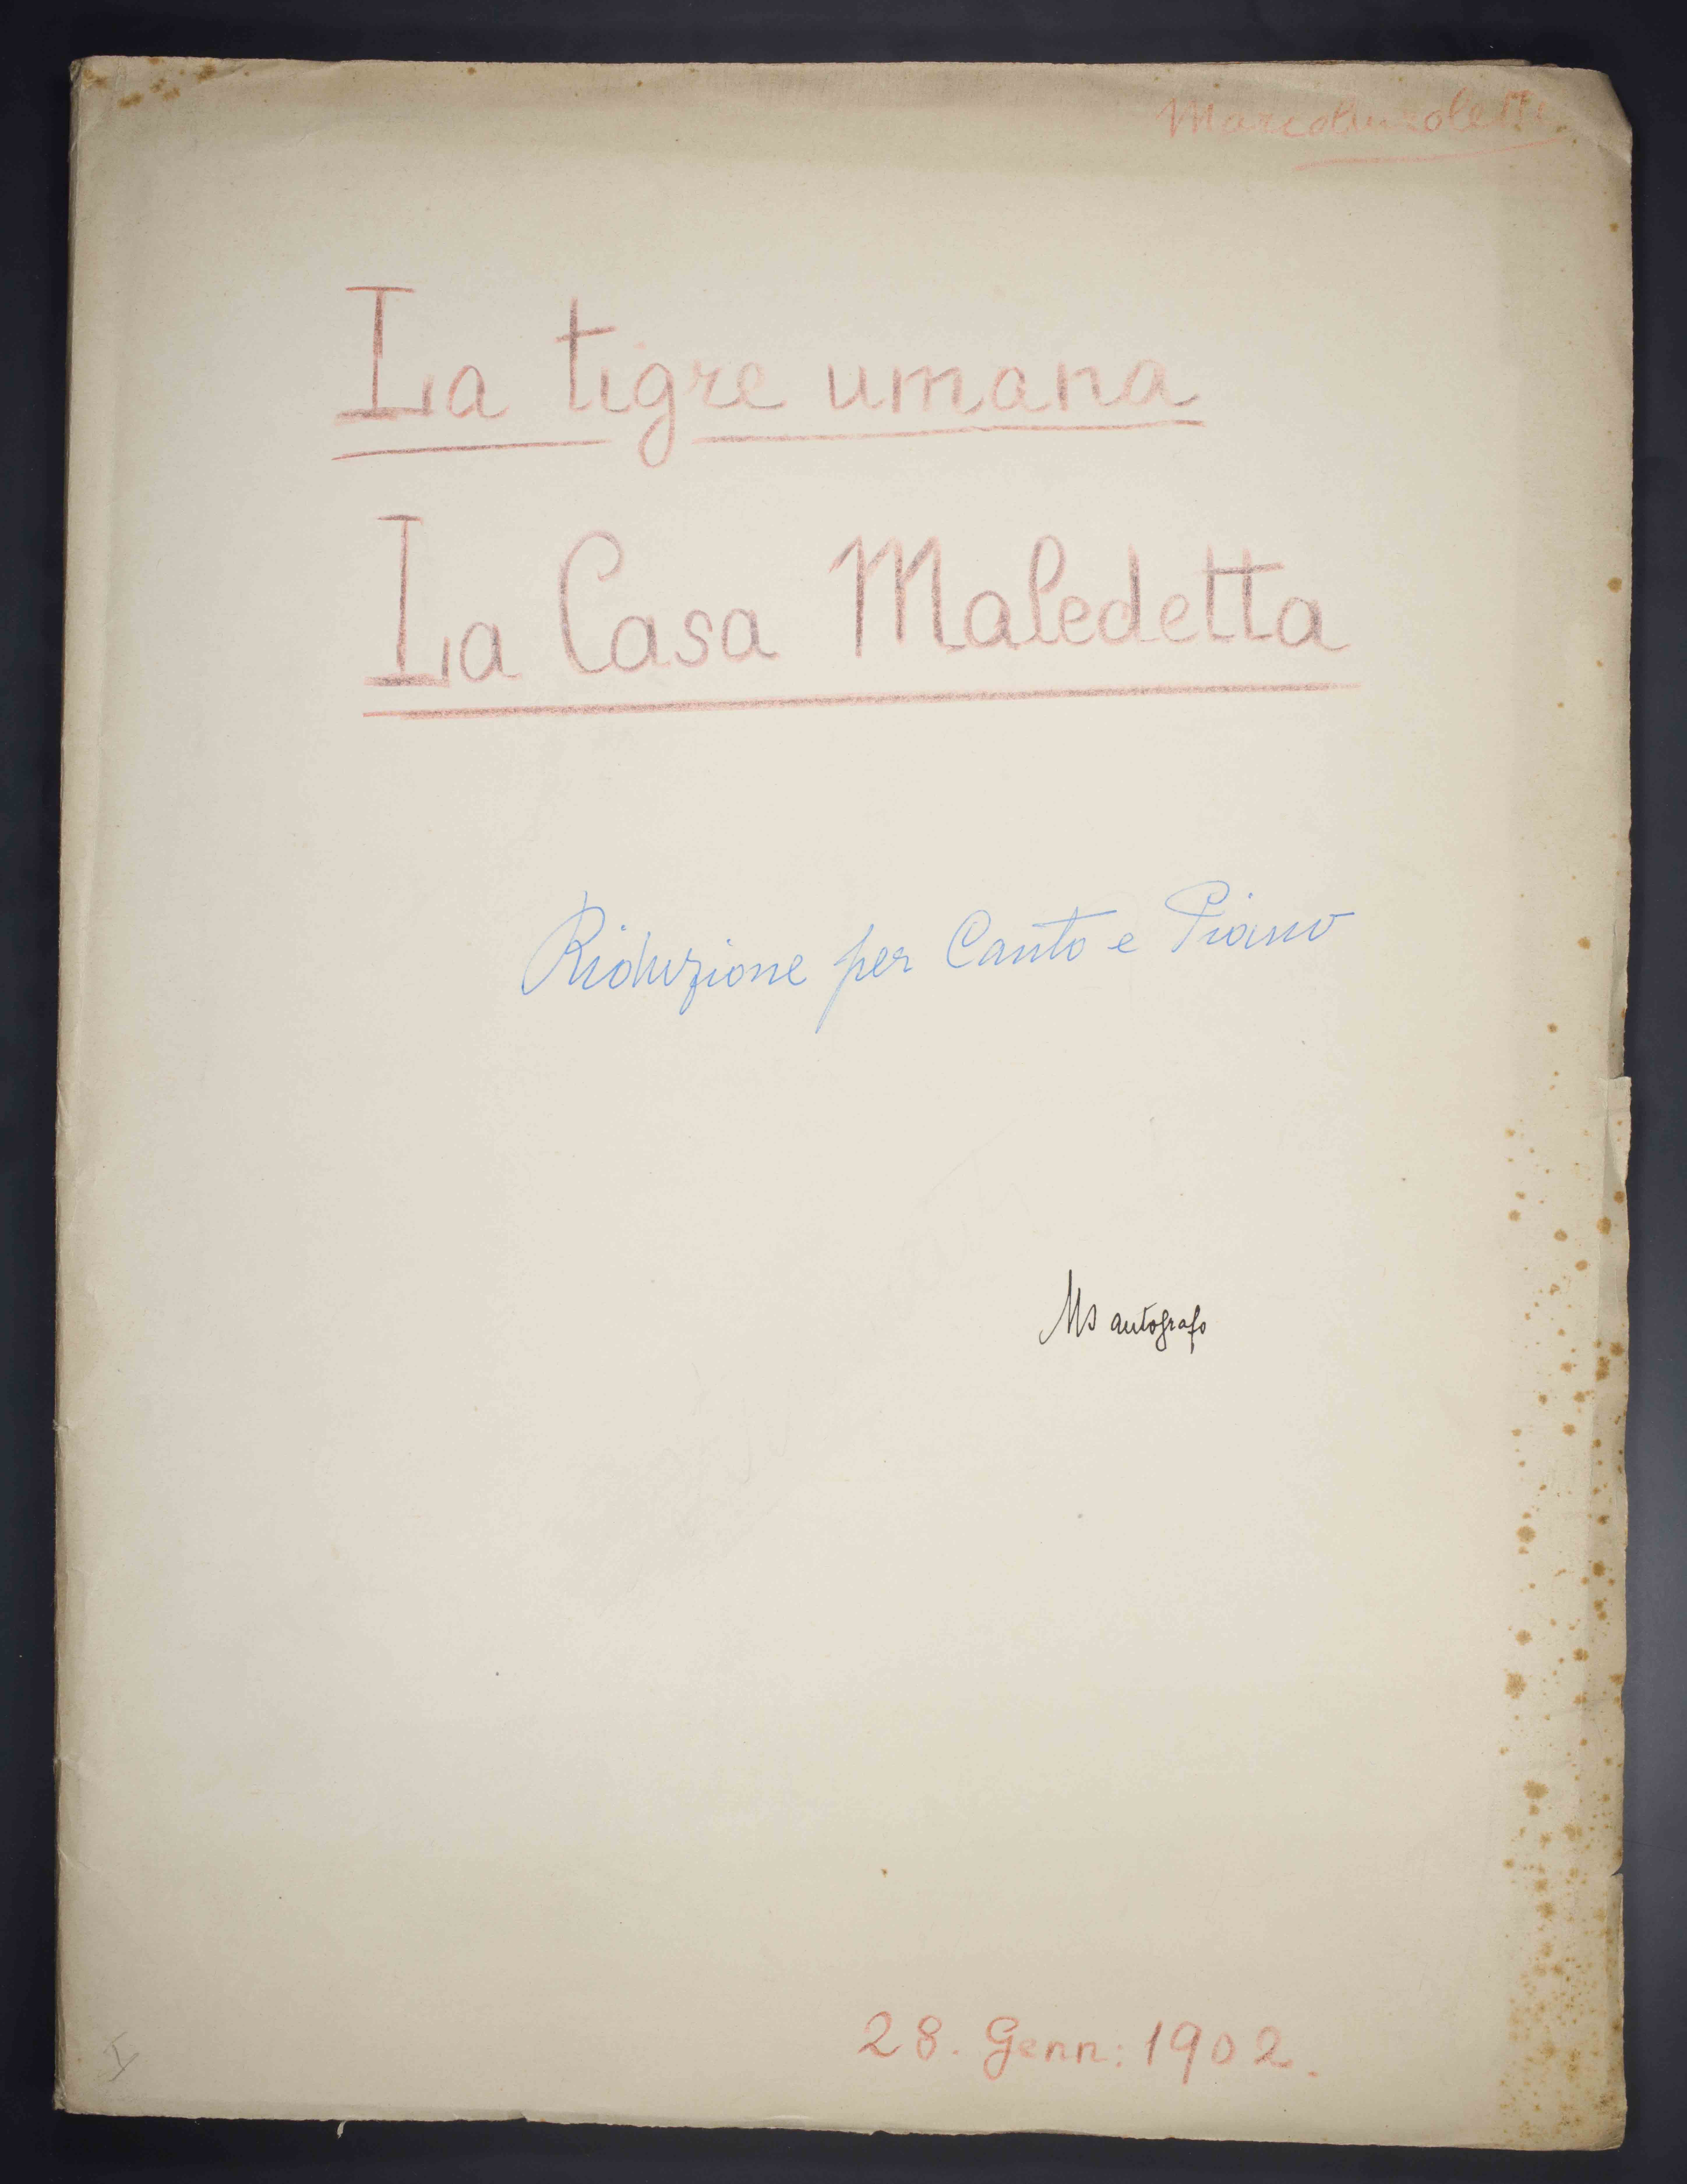 Marco Anzoletti
La tigre umana
La Casa Maledetta
Riduzione per Canto e Piano
Ms autografo
28. Genn: 1902.
I